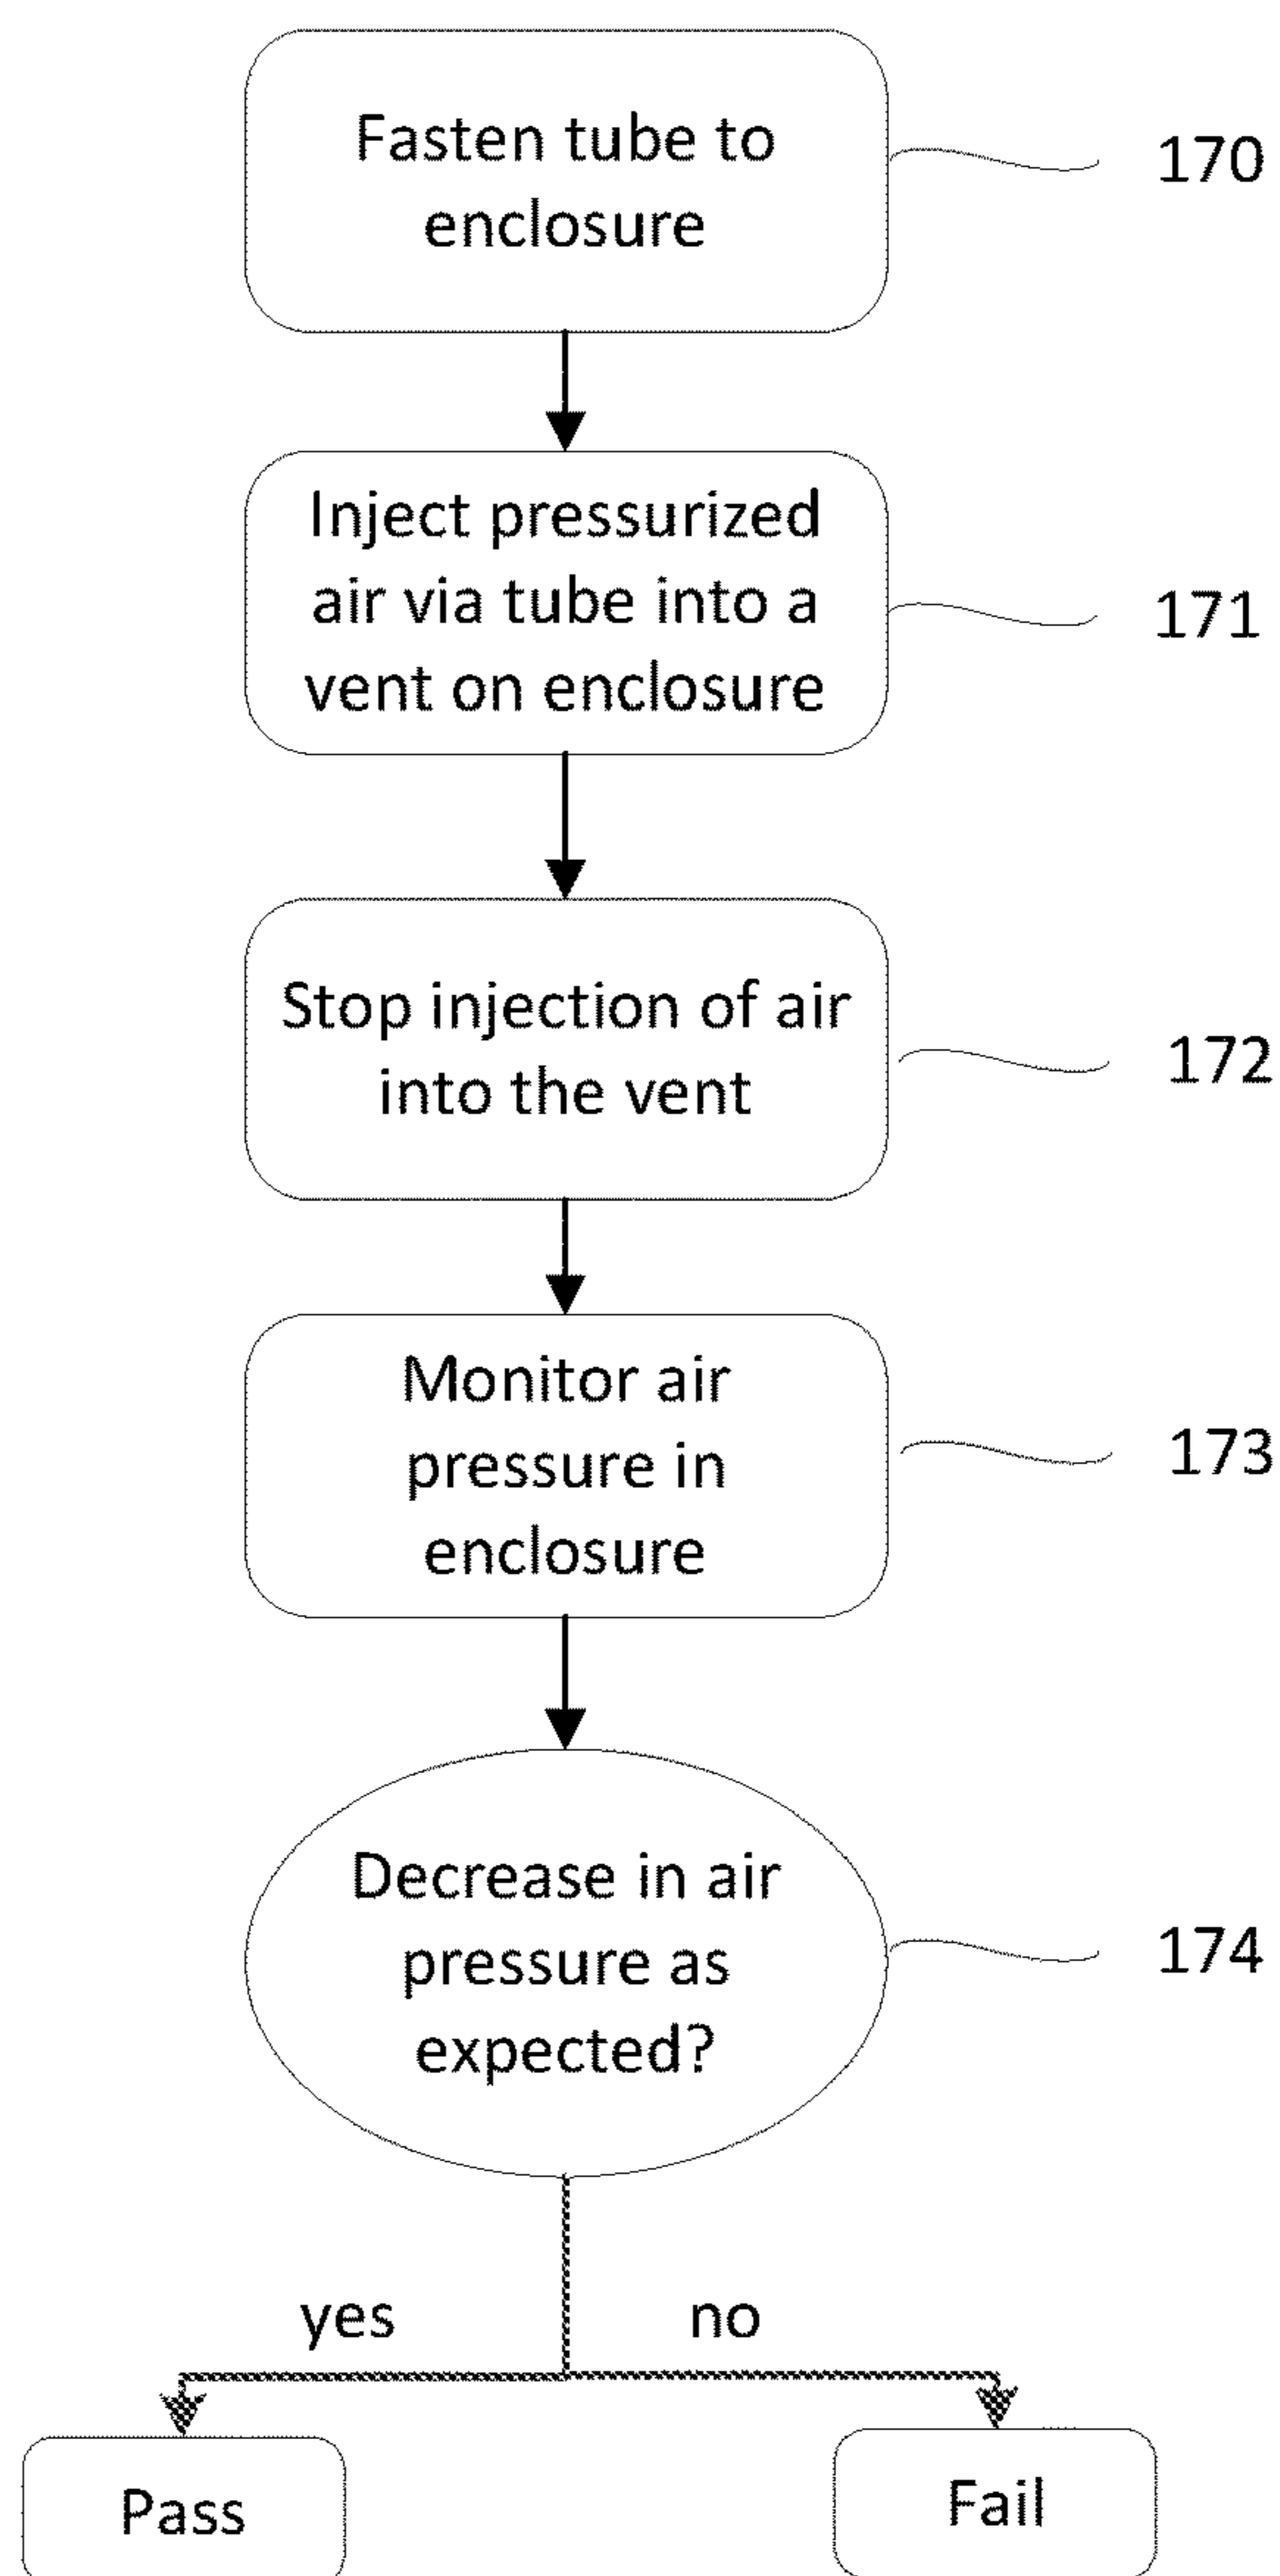 Fasten tube to
enclosure
170
Inject pressurized
air via tube into a
vent on enclosure
171
Stop injection of air
into the vent
172
Monitor air
pressure in
enclosure
173
Decrease in air
pressure as
expected?
174
yes
no
Pass
Fail